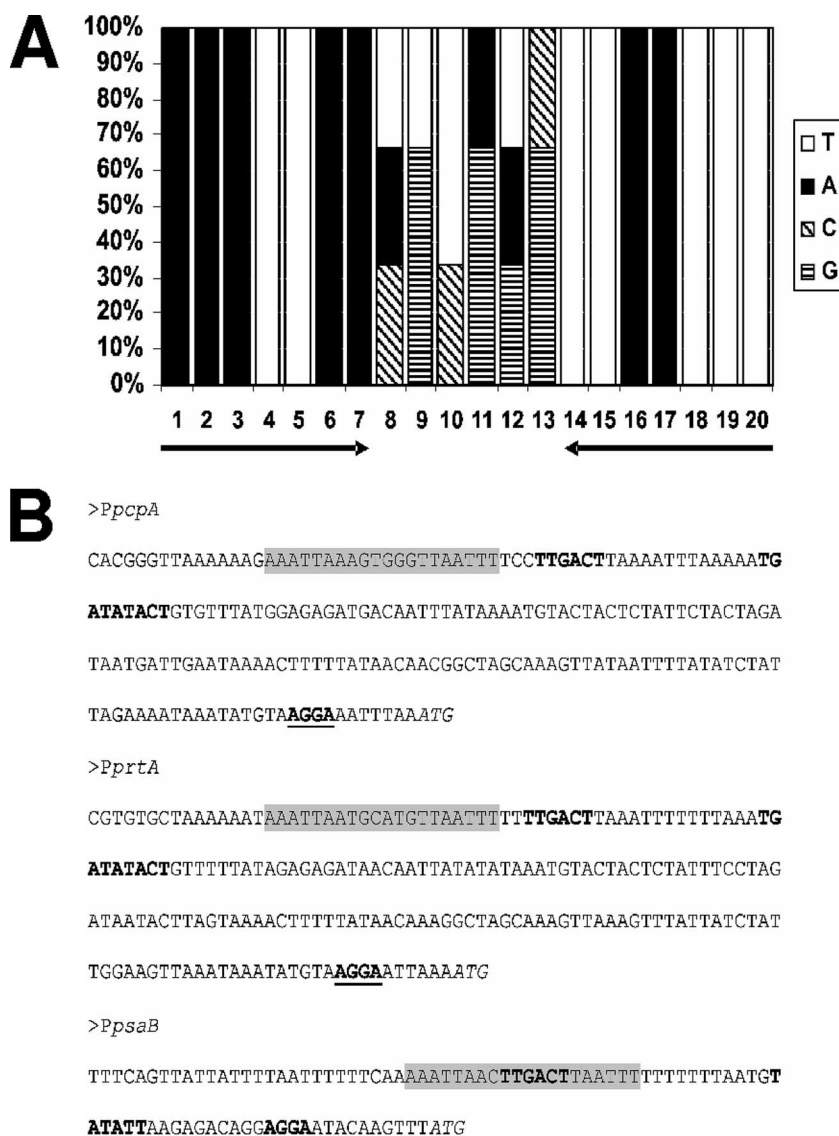 A
100%
90%
80%
70%
60%
50%
40%
30%
20%
10%
0%
T
A
C
G
1 2 3 4 5 6 7 8 9 10 11 12 13 14 15 16 17 18 19 20
B
>PpcpA
CACGGGTTAAAAAAGAAATTAAAGTGGGTTAATTTTCCTTGACTTAAAATTTAAAAATG
ATATACTGTGTTTATGGAGAGATGACAATTTATAAAATGTACTACTCTATTCTACTAGA
TAATGATTGAATAAAACTTTTTATAACAACGGCTAGCAAAGTTATAATTTTATATCTAT
TAGAAAATAAATATGTAAGGAAATTTAAATG
>PprtA
CGTGTGCTAAAAAATAAATTAATGCATGTTAATTTTTTTGACTTAAATTTTTTTAAATG
ATATACTGTTTTTATAGAGAGATAACAATTATATATAAATGTACTACTCTATTTCCTAG
ATAATACTTAGTAAAACTTTTTATAACAAAGGCTAGCAAAGTTAAAGTTTATTATCTAT
TGGAAGTTAAATAAATATGTAAGGAATTAAAATG
>PpsaB
TTTCAGTTATTATTTTAATTTTTTCAAAAATTAACTTGACTTAATTTTTTTTTTAATGT
ATATTAAGAGACAGGAGGAATACAAGTTTATG